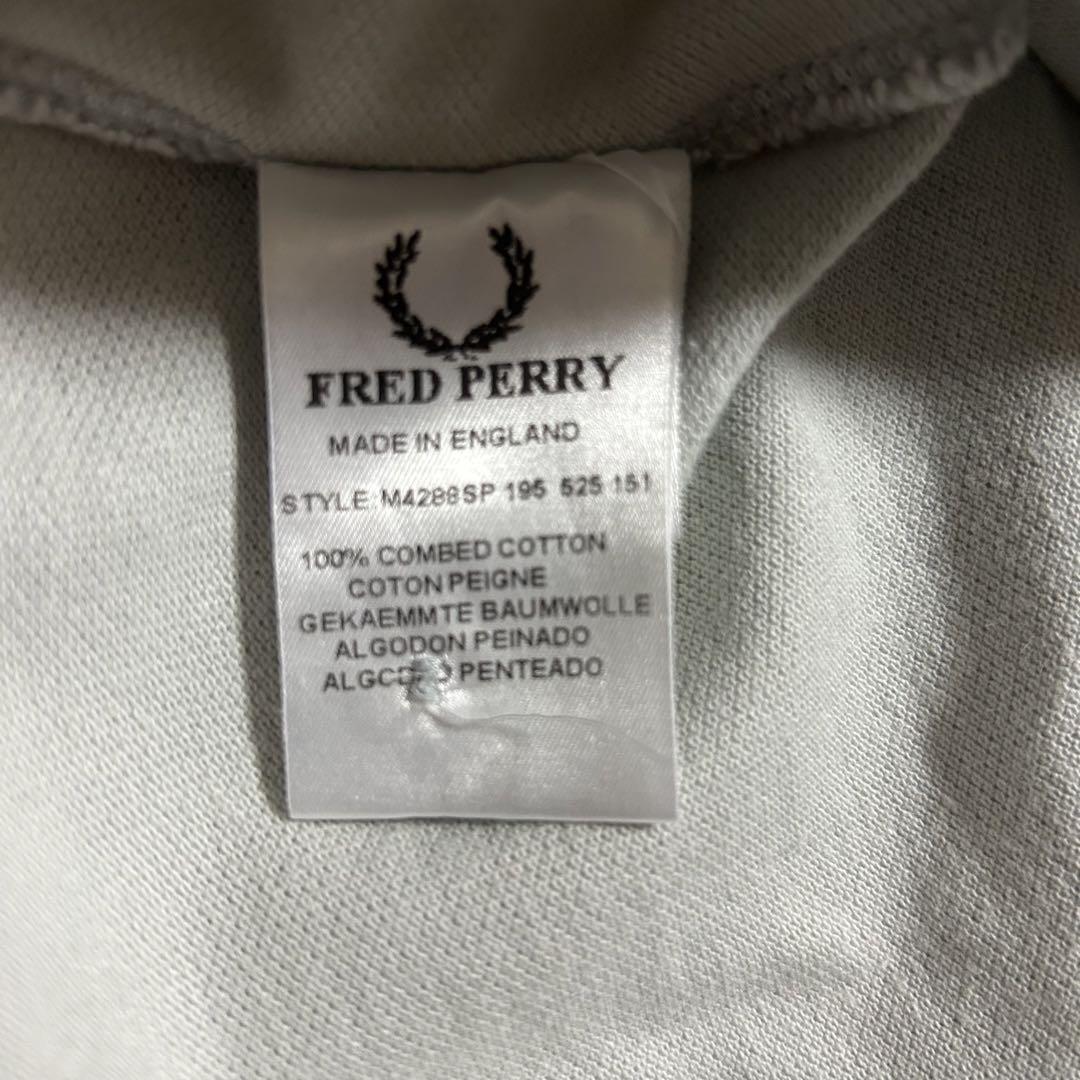 FRED PERRY
MADE IN ENGLAND
STYLE M4288SP 195 525 151
100% COMBED COTTON
COTON PEIGNE
GEKAEMMTE BAUMWOLLE
ALGODON PEINADO
PENTEADO